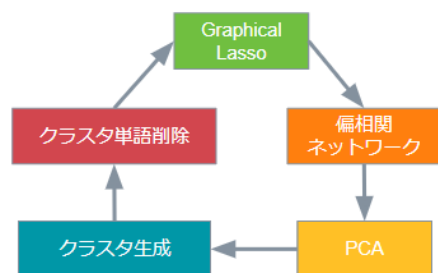 Graphical
Lasso
偏相関
ネットワーク
PCA
クラスタ生成
クラスタ単語削除